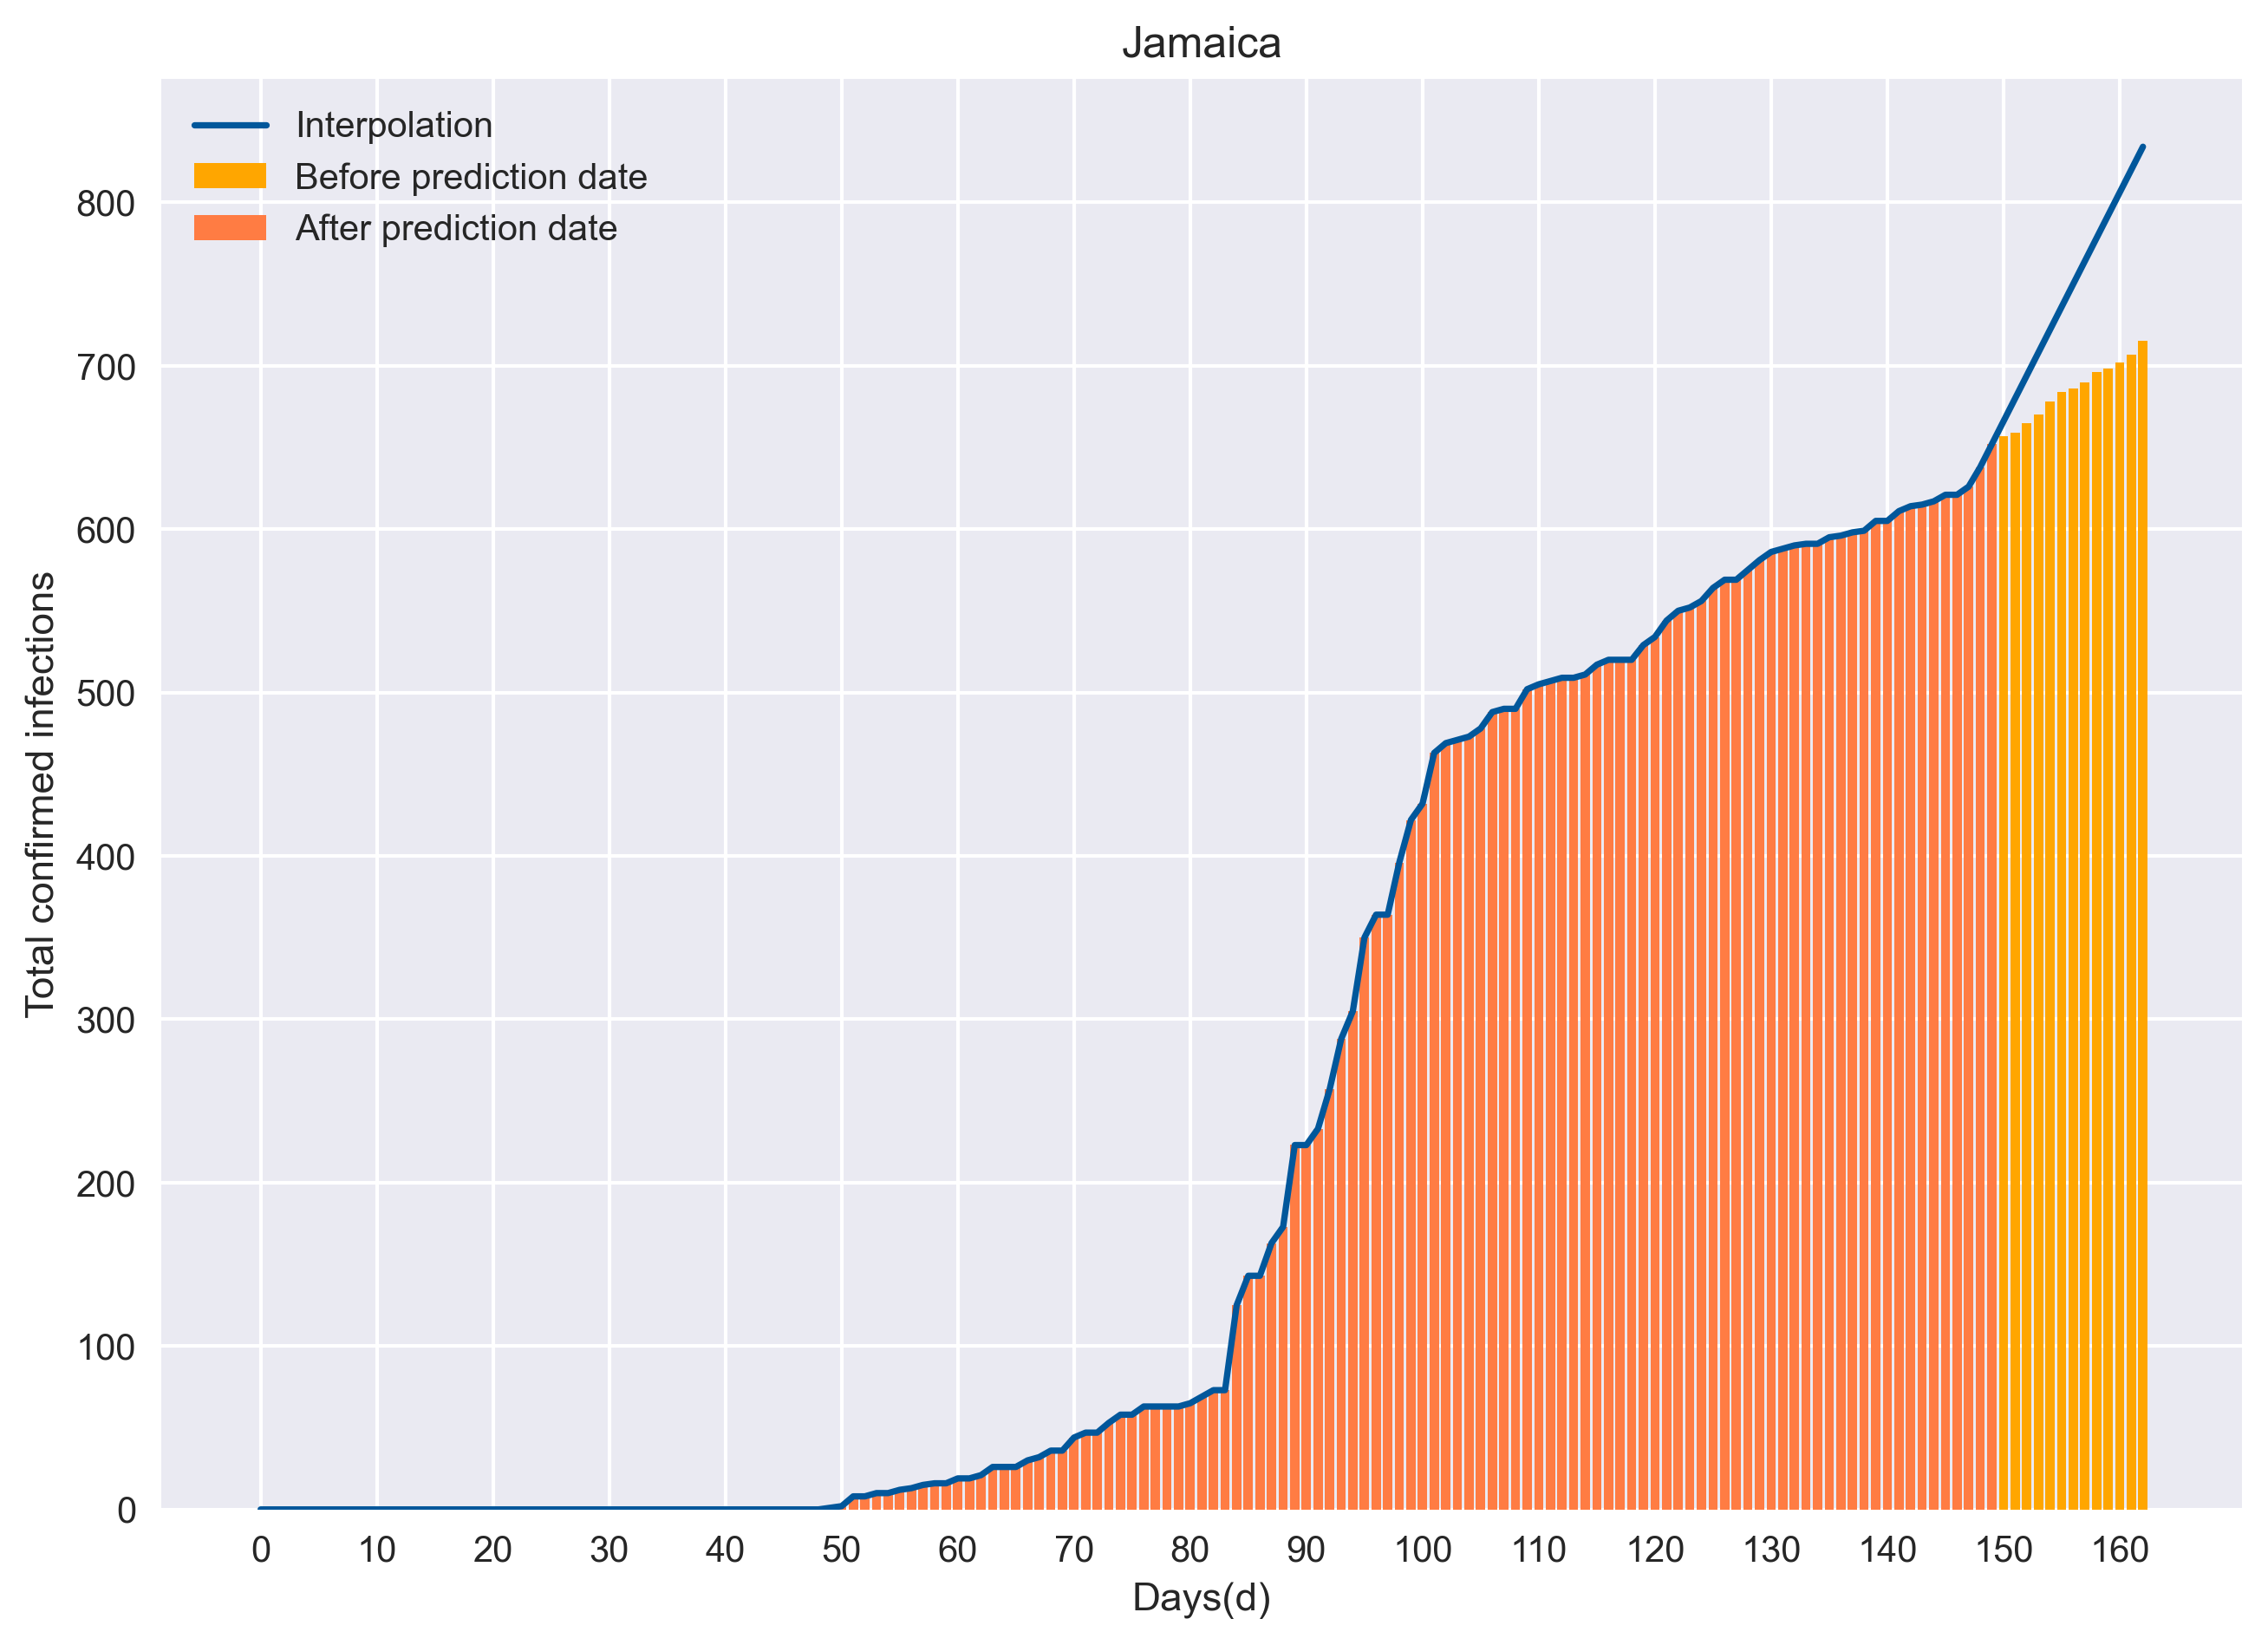 Jamaica
Interpolation
Before prediction date
After prediction date
800
700
600
500
400
300
200
100
0
Total confirmed infections
0 10 20 30 40 50 60 70 80 90 100 110 120 130 140 150 160
Days(d)